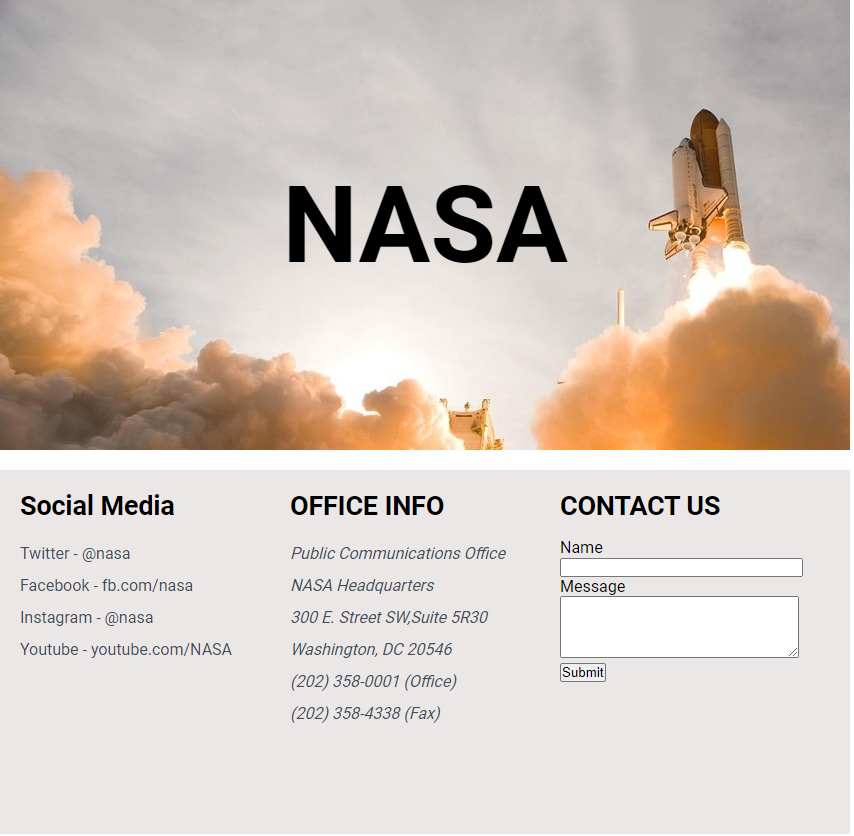 NASA
Social Media
Twitter - @nasa
Facebook - fb.com/nasa
Instagram - @nasa
Youtube - youtube.com/NASA
OFFICE INFO
Public Communications Office
NASA Headquarters
300 E. Street SW,Suite 5R30
Washington, DC 20546
(202) 358-0001 (Office)
(202) 358-4338 (Fax)
CONTACT US
Name
Message
Submit